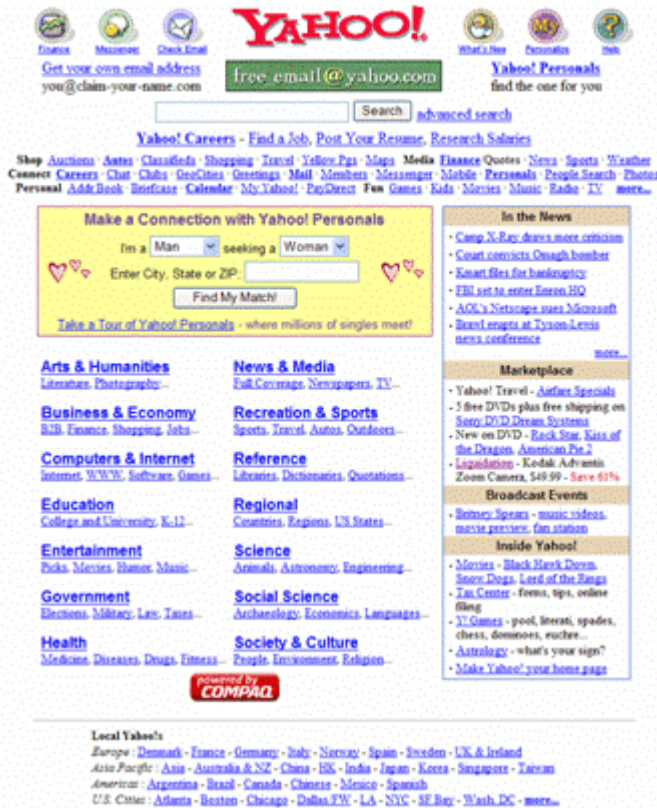 Finance Messenger Check Email YAHOO! What's New Personalize Help
Get your own email address
you@claim-your-name.com
free email@yahoo.com
Yahoo! Personals
find the one for you
Search advanced search
Yahoo! Careers - Find a Job, Post Your Resume, Research Salaries
Shop Auctions · Autos · Classifieds · Shopping · Travel · Yellow Pgs · Maps Media Finance Quotes · News · Sports · Weather
Connect Careers · Chat · Clubs · GeoCities · Greetings · Mail · Members · Messenger · Mobile · Personals · People Search · Photos
Personal Addr Book · Briefcase · Calendar · My Yahoo! · PayDirect Fun Games · Kids · Movies · Music · Radio · TV more...
Make a Connection with Yahoo! Personals
I'm a Man seeking a Woman
Enter City, State or ZIP:
Find My Match!
Take a Tour of Yahoo! Personals - where millions of singles meet!
Arts & Humanities
Literature, Photography...
Business & Economy
B2B, Finance, Shopping, Jobs...
Computers & Internet
Internet, WWW, Software, Games...
Education
College and University, K-12...
Entertainment
Picks, Movies, Humor, Music...
Government
Elections, Military, Law, Taxes...
Health
Medicine, Diseases, Drugs, Fitness...
News & Media
Full Coverage, Newspapers, TV...
Recreation & Sports
Sports, Travel, Autos, Outdoors...
Reference
Libraries, Dictionaries, Quotations...
Regional
Countries, Regions, US States...
Science
Animals, Astronomy, Engineering...
Social Science
Archaeology, Economics, Languages...
Society & Culture
People, Environment, Religion...
powered by
COMPAQ
In the News
· Camp X-Ray draws more criticism
· Court convicts Omagh bomber
· Kmart files for bankruptcy
· FBI set to enter Enron HQ
· AOL's Netscape sues Microsoft
· Brawl erupts at Tyson-Lewis
news conference
more...
Marketplace
· Yahoo! Travel - Airfare Specials
· 5 free DVDs plus free shipping on
Sony DVD Dream Systems
· New on DVD - Rock Star, Kiss of
the Dragon, American Pie 2
· Liquidation - Kodak Advantix
Zoom Camera, $49.99 - Save 61%
Broadcast Events
· Britney Spears - music videos,
movie preview, fan station
Inside Yahoo!
· Movies - Black Hawk Down,
Snow Dogs, Lord of the Rings
· Tax Center - forms, tips, online
filing
· Y! Games - pool, literati, spades,
chess, dominoes, euchre...
· Astrology - what's your sign?
· Make Yahoo! your home page
Local Yahoo!s
Europe : Denmark - France - Germany - Italy - Norway - Spain - Sweden - UK & Ireland
Asia Pacific : Asia - Australia & NZ - China - HK - India - Japan - Korea - Singapore - Taiwan
Americas : Argentina - Brazil - Canada - Chinese - Mexico - Spanish
U.S. Cities : Atlanta - Boston - Chicago - Dallas/FW - LA - NYC - SF Bay - Wash. DC - more...